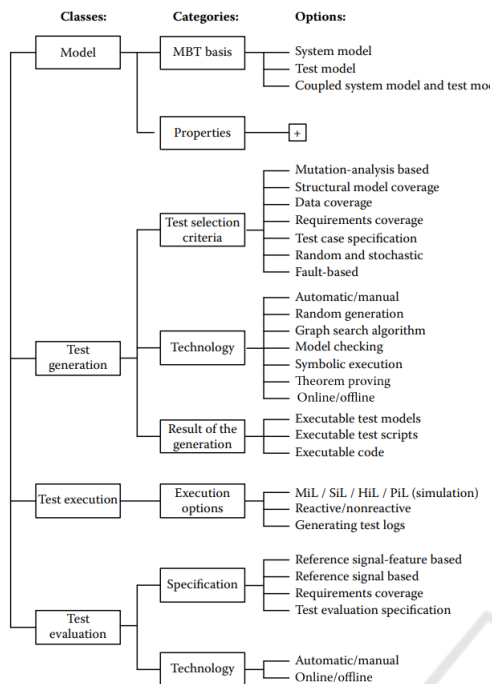 Classes: Categories: Options:
Model
MBT basis
System model
Test model
Coupled system model and test
Properties
+
Test selection
criteria
Mutation-analysis based
Structural model coverage
Data coverage
Requirements coverage
Test case specification
Random and stochastic
Fault-based
Test
generation
Technology
Automatic/manual
Random generation
Graph search algorithm
Model checking
Symbolic execution
Theorem proving
Online/offline
Result of the
generation
Executable test models
Executable test scripts
Executable code
Test execution
Execution
options
MiL / SiL / HiL / PiL (simulation)
Reactive/nonreactive
Generating test logs
Test
evaluation
Specification
Reference signal-feature based
Reference signal based
Requirements coverage
Test evaluation specification
Technology
Automatic/manual
Online/offline